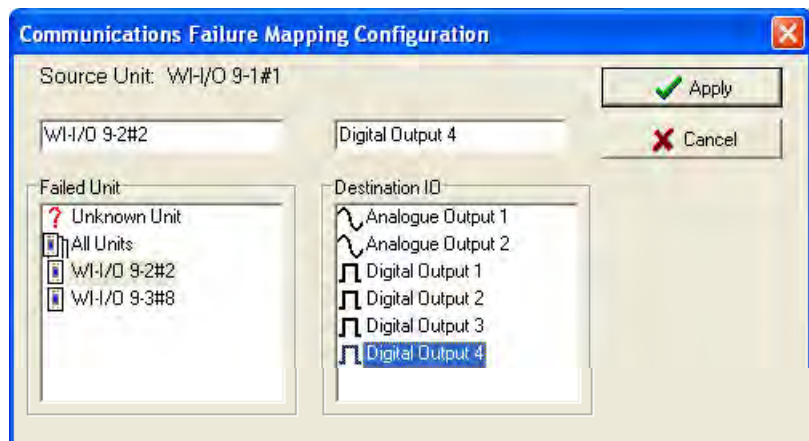 Communications Failure Mapping Configuration
Source Unit: WI-I/O 9-1#1
Apply
WI-I/O 9-2#2
Digital Output 4
Cancel
Failed Unit
Unknown Unit
All Units
WI-I/O 9-2#2
WI-I/O 9-3#8
Destination IO
Analogue Output 1
Analogue Output 2
Digital Output 1
Digital Output 2
Digital Output 3
Digital Output 4